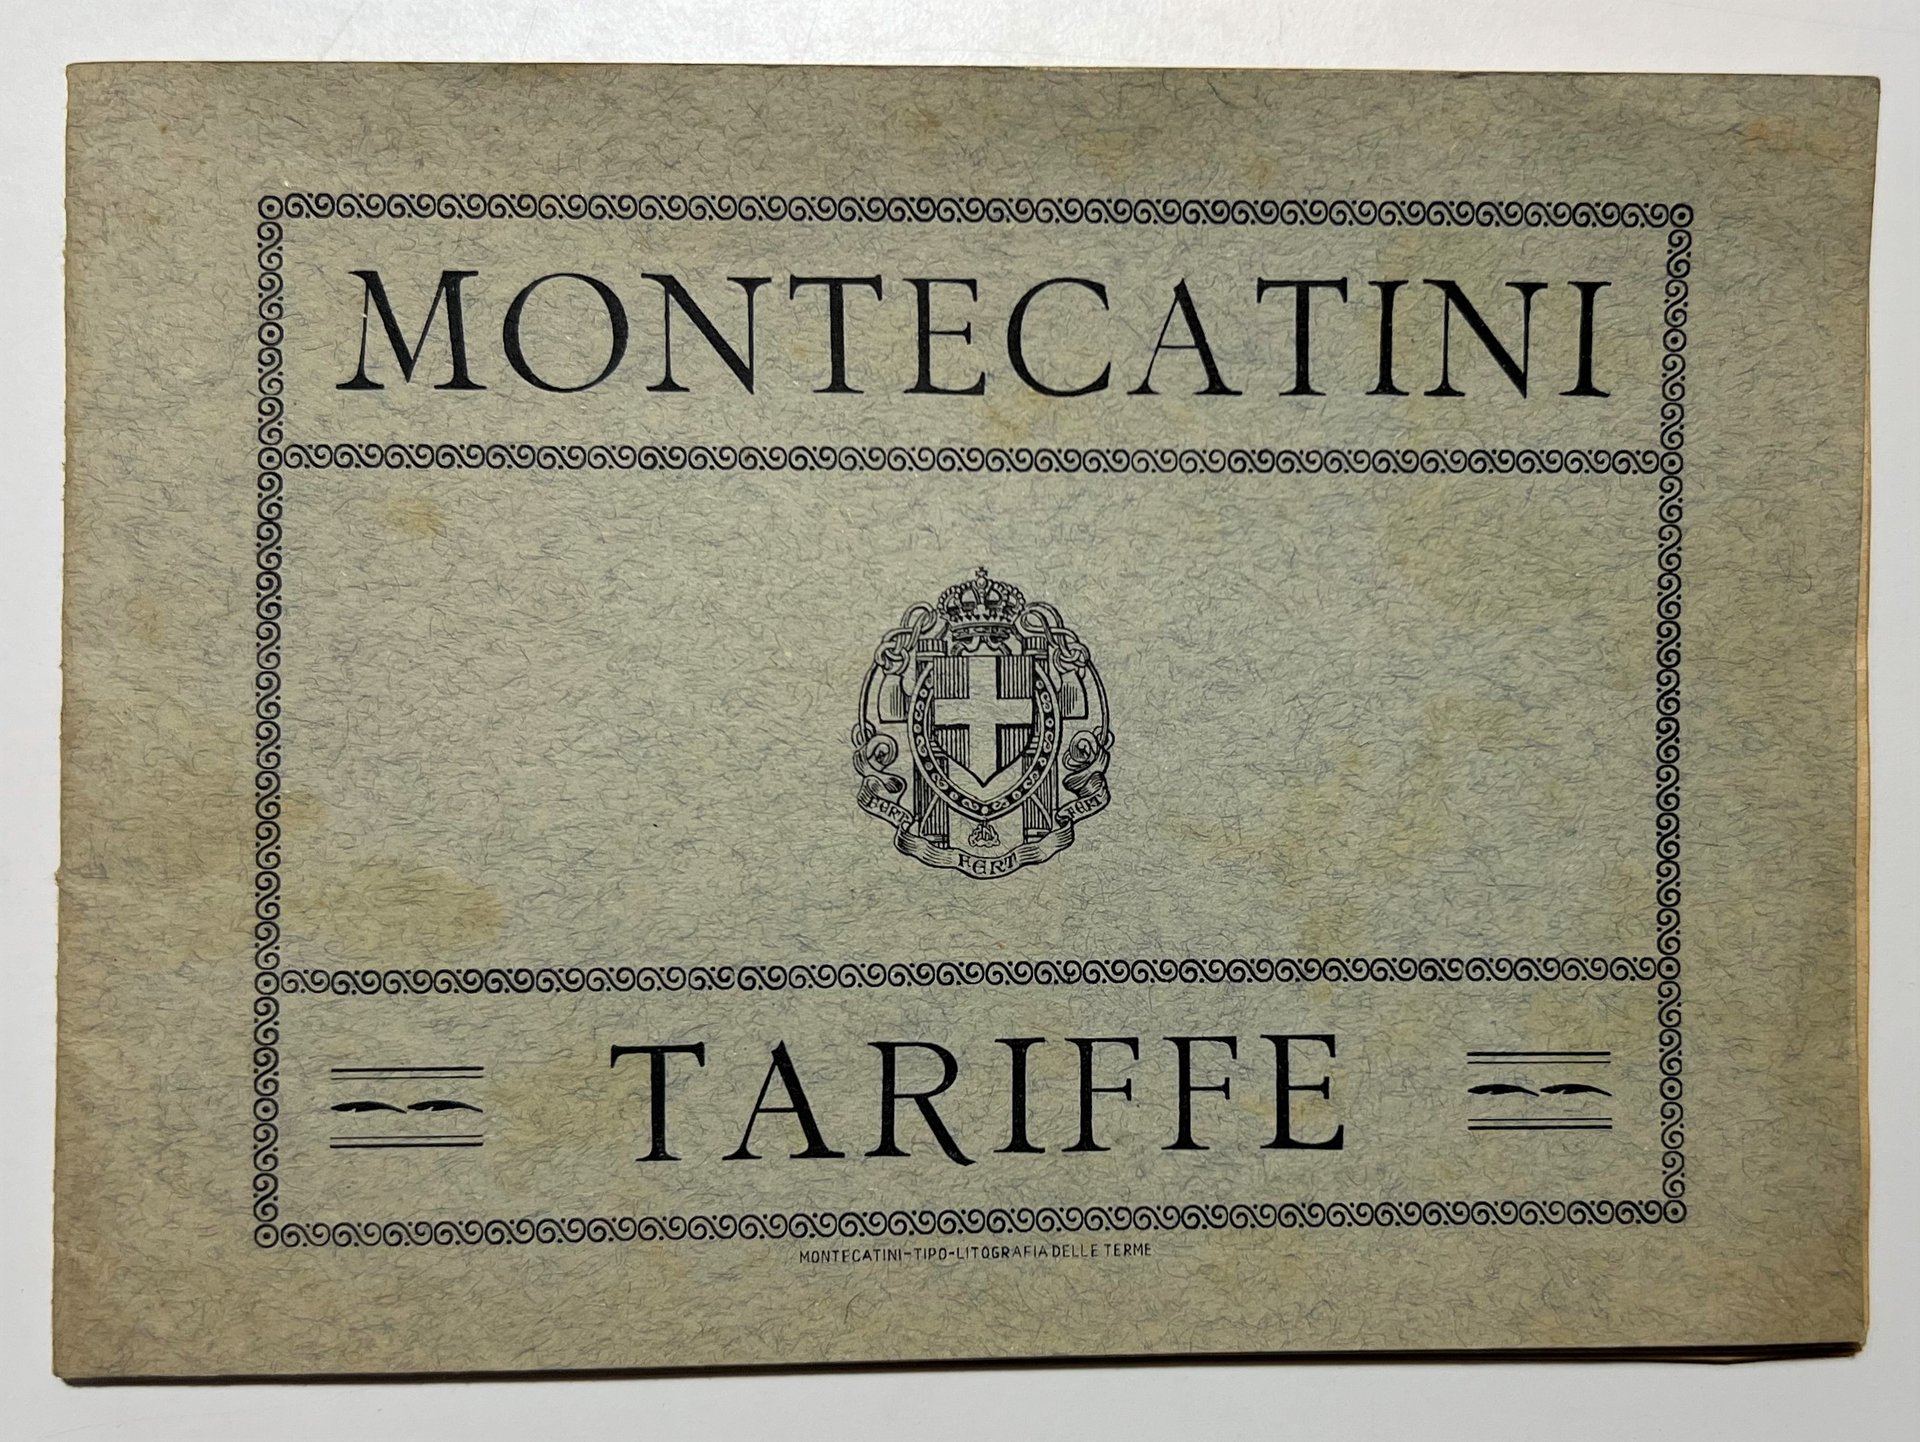 MONTECATINI
FERT FERT FERT
TARIFFE
MONTECATINI-TIPO-LITOGRAFIA DELLE TERME